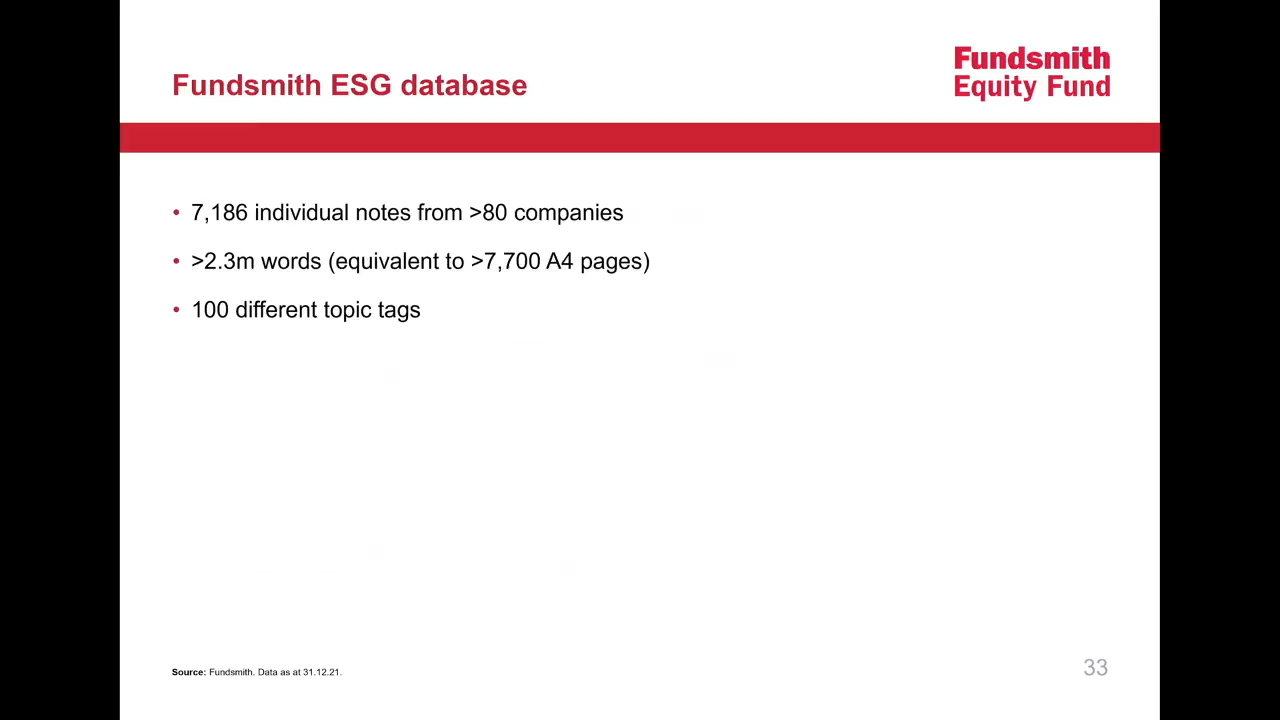 Fundsmith ESG database
Fundsmith
Equity Fund
• 7,186 individual notes from >80 companies
• >2.3m words (equivalent to >7,700 A4 pages)
• 100 different topic tags
Source: Fundsmith. Data as at 31.12.21.
33